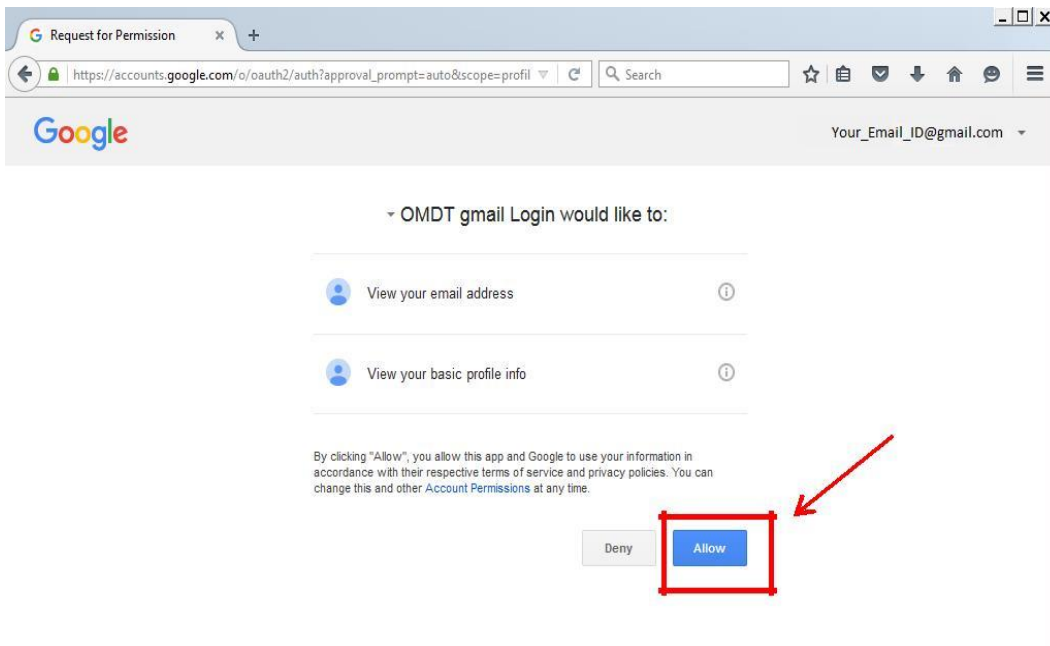 Request for Permission
https://accounts.google.com/o/oauth2/auth?approval_prompt=auto&scope=profil
Search
Google
Your_Email_ID@gmail.com
OMDT gmail Login would like to:
View your email address
View your basic profile info
By clicking "Allow", you allow this app and Google to use your information in
accordance with their respective terms of service and privacy policies. You can
change this and other Account Permissions at any time.
Deny
Allow